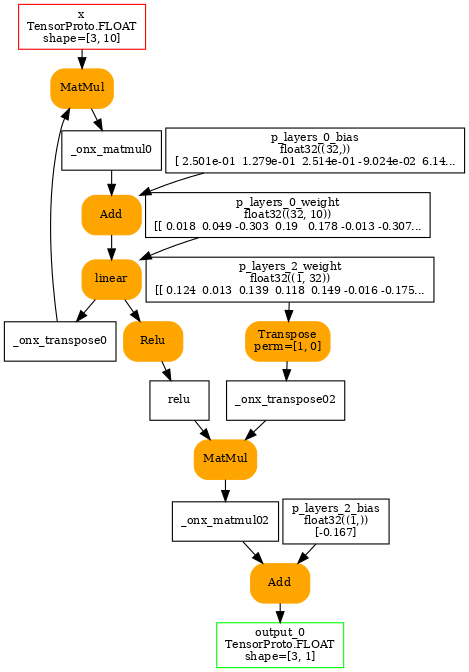 x
TensorProto.FLOAT
shape=[3, 10]
MatMul
_onx_matmul0
p_layers_0_bias
float32((32,))
[ 2.501e-01 1.279e-01 2.514e-01 -9.024e-02 6.14...
Add
p_layers_0_weight
float32((32, 10))
[[ 0.018 0.049 -0.303 0.19 0.178 -0.013 -0.307...
linear
p_layers_2_weight
float32((1, 32))
[[ 0.124 0.013 0.139 0.118 0.149 -0.016 -0.175...
_onx_transpose0
Relu
Transpose
perm=[1, 0]
relu
_onx_transpose02
MatMul
_onx_matmul02
p_layers_2_bias
float32((1,))
[-0.167]
Add
output_0
TensorProto.FLOAT
shape=[3, 1]